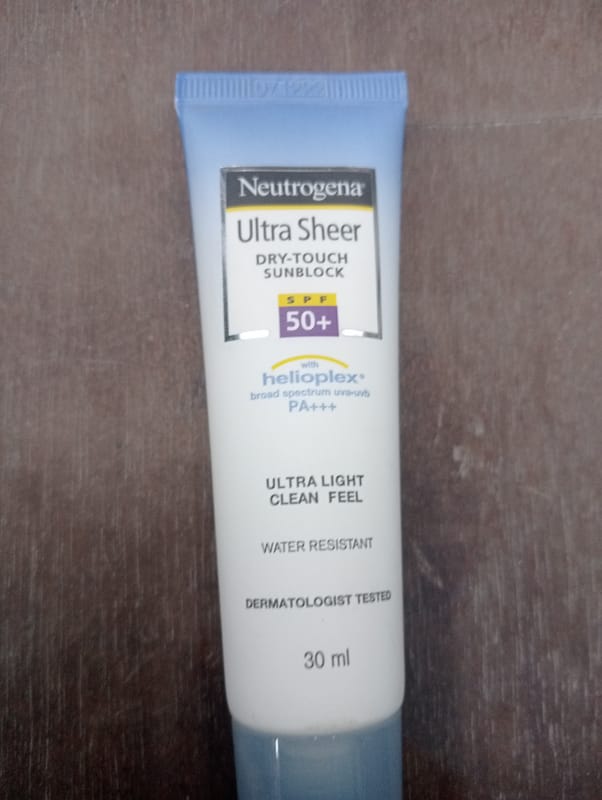 071222
Neutrogena®
Ultra Sheer
DRY-TOUCH
SUNBLOCK
SPF
50+
with
helioplex®
broad spectrum uva-uvb
PA+++
ULTRA LIGHT
CLEAN FEEL
WATER RESISTANT
DERMATOLOGIST TESTED
30 ml